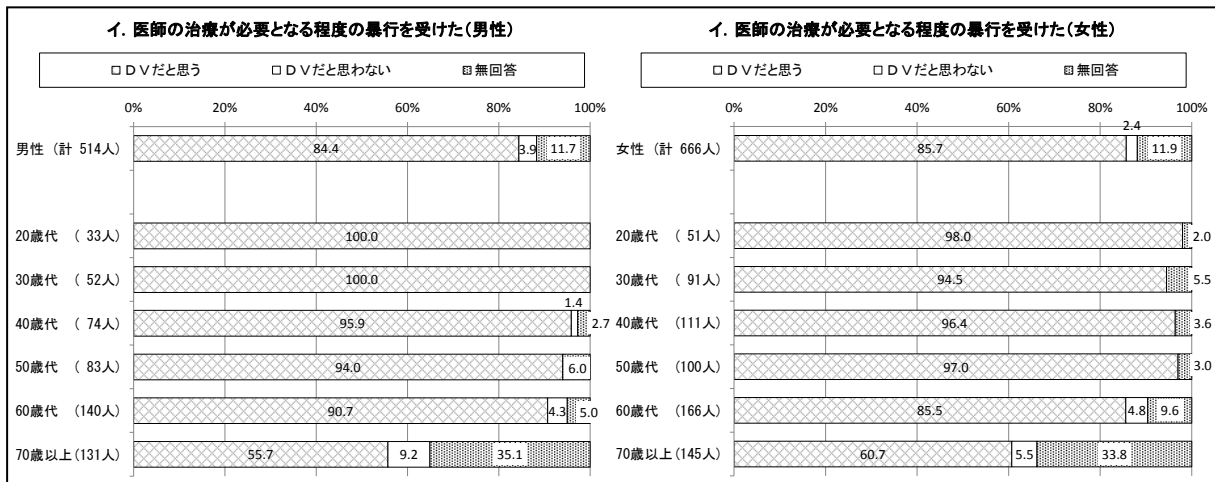 イ. 医師の治療が必要となる程度の暴行を受けた(男性)
□ＤＶだと思う □ＤＶだと思わない 無回答
0% 20% 40% 60% 80% 100%
男性 (計 514人) 84.4 3.9 11.7
20歳代 ( 33人) 100.0
30歳代 ( 52人) 100.0
1.4
40歳代 ( 74人) 95.9 2.7
50歳代 ( 83人) 94.0 6.0
60歳代 (140人) 90.7 4.3 5.0
70歳以上(131人) 55.7 9.2 35.1
イ. 医師の治療が必要となる程度の暴行を受けた(女性)
□ＤＶだと思う □ＤＶだと思わない 無回答
0% 20% 40% 60% 80% 100%
2.4
女性 (計 666人) 85.7 11.9
20歳代 ( 51人) 98.0 2.0
30歳代 ( 91人) 94.5 5.5
40歳代 (111人) 96.4 3.6
50歳代 (100人) 97.0 3.0
60歳代 (166人) 85.5 4.8 9.6
70歳以上(145人) 60.7 5.5 33.8